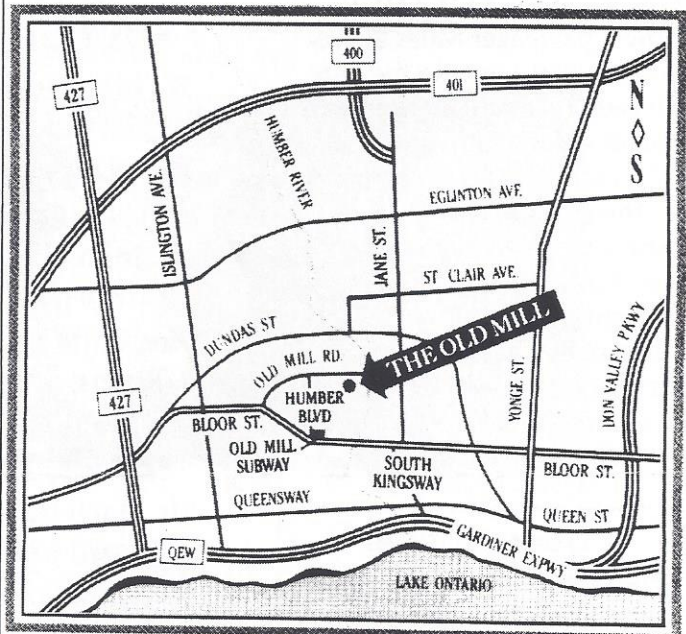 400
401
427
N
S
HUMBER RIVER
ISLINGTON AVE.
EGLINTON AVE.
JANE ST.
ST CLAIR AVE.
DUNDAS ST
OLD MILL RD.
THE OLD MILL
YONGE ST.
DON VALLEY PKWY
427
HUMBER
BLVD
BLOOR ST.
OLD MILL
SUBWAY
SOUTH
KINGSWAY
BLOOR ST.
QUEENSWAY
QUEEN ST
QEW
GARDINER EXPWY
LAKE ONTARIO